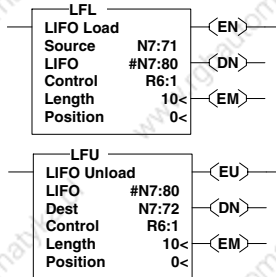 LFL
LIFO Load
Source N7:71
LIFO #N7:80
Control R6:1
Length 10<
Position 0<
EN
DN
EM
LFU
LIFO Unload
LIFO #N7:80
Dest N7:72
Control R6:1
Length 10<
Position 0<
EU
DN
EM